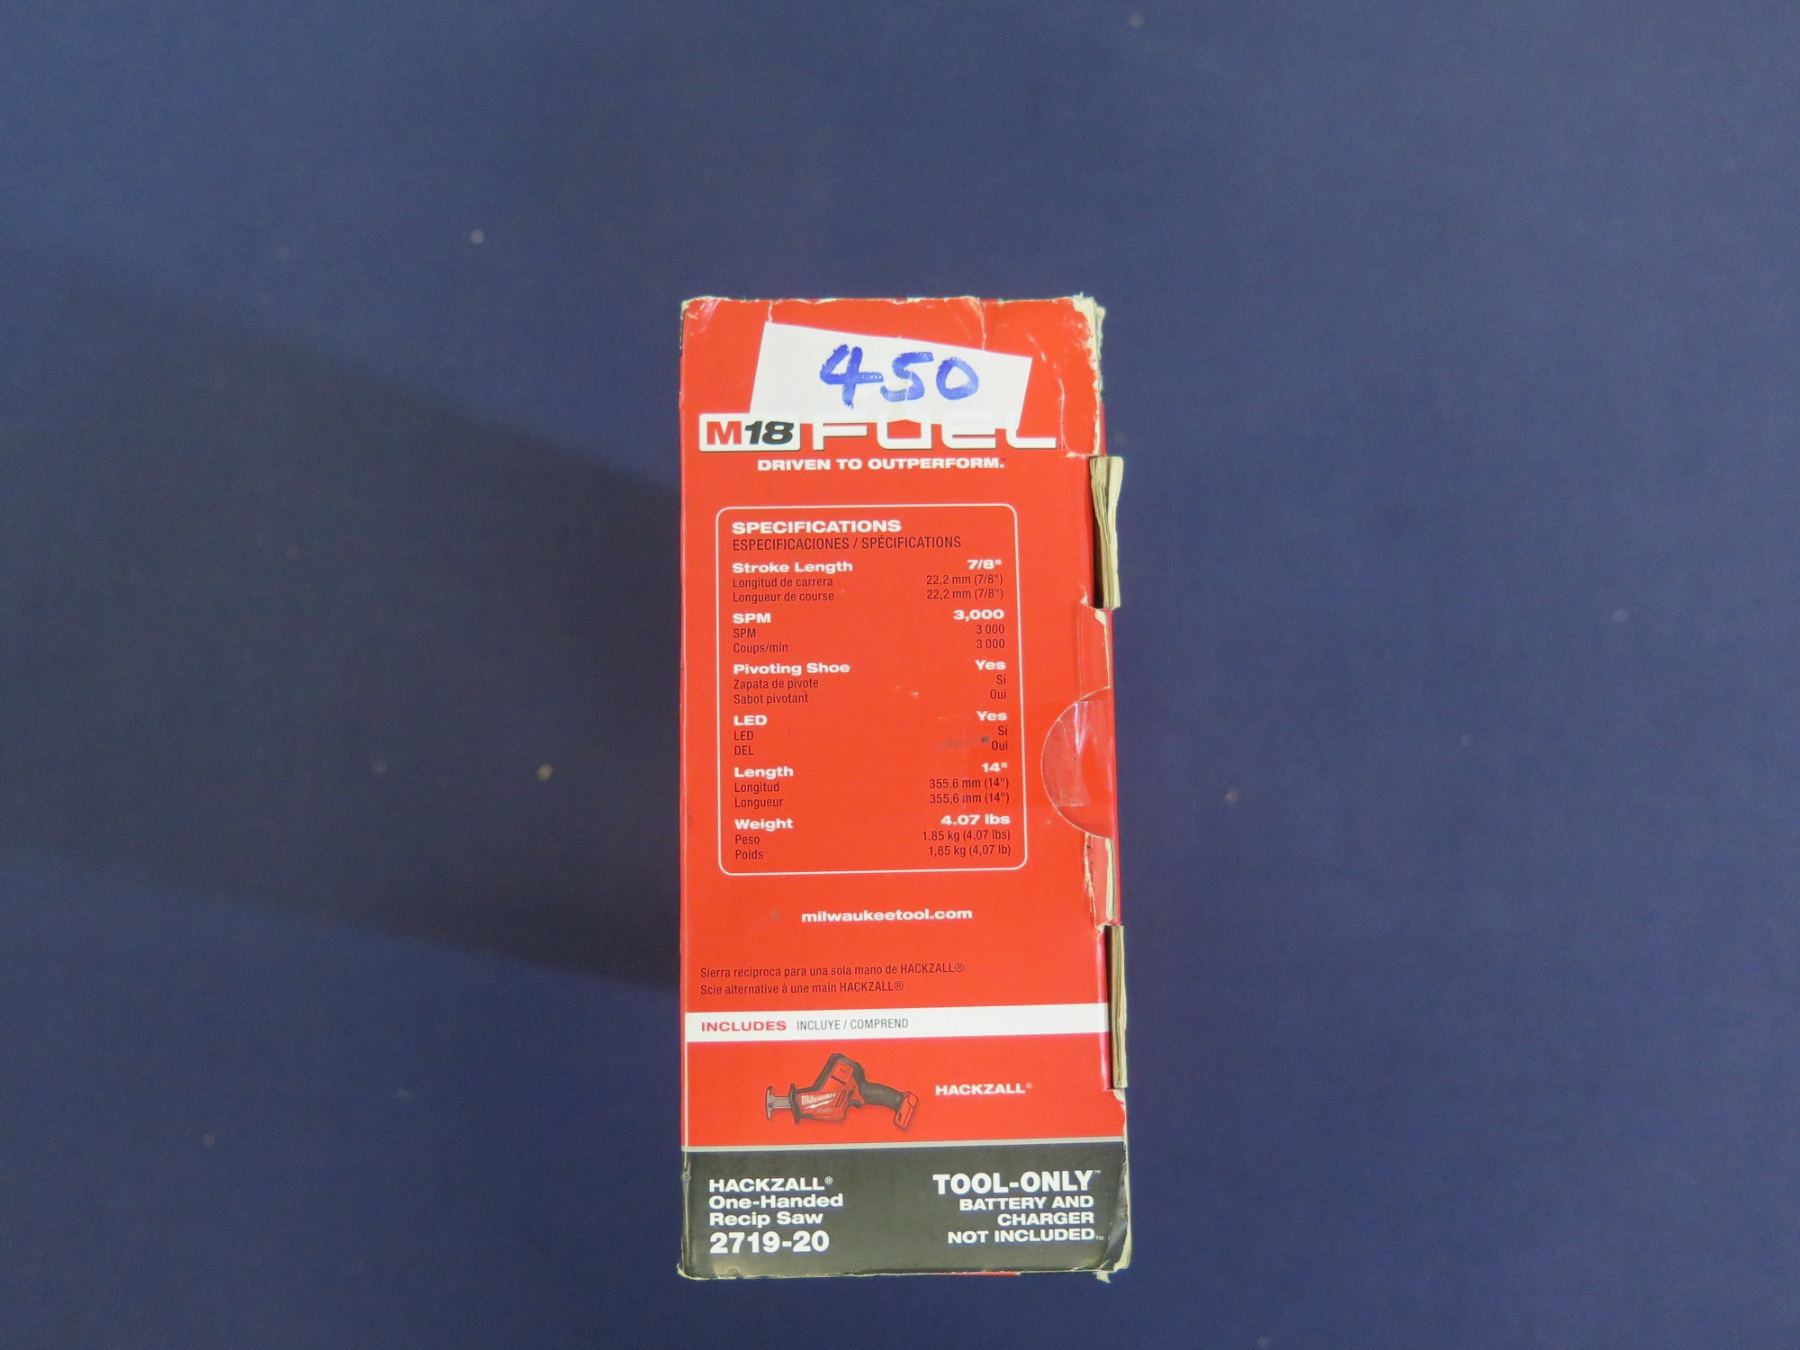 450
M18 FUEL
DRIVEN TO OUTPERFORM.™
SPECIFICATIONS
ESPECIFICACIONES / SPÉCIFICATIONS
Stroke Length 7/8"
Longitud de carrera 22.2 mm (7/8")
Longueur de course 22,2 mm (7/8")
SPM 3,000
SPM 3 000
Coups/min 3 000
Pivoting Shoe Yes
Zapata de pivote Sí
Sabot pivotant Oui
LED Yes
LED Sí
DEL Oui
Length 14"
Longitud 355.6 mm (14")
Longueur 355,6 mm (14")
Weight 4.07 lbs
Peso 1.85 kg (4.07 lbs)
Poids 1,85 kg (4,07 lb)
milwaukeetool.com
Sierra recíproca para una sola mano de HACKZALL®
Scie alternative à une main HACKZALL®
INCLUDES INCLUYE / COMPREND
Milwaukee
HACKZALL®
HACKZALL®
One-Handed
Recip Saw
2719-20
TOOL-ONLY™
BATTERY AND
CHARGER
NOT INCLUDED™